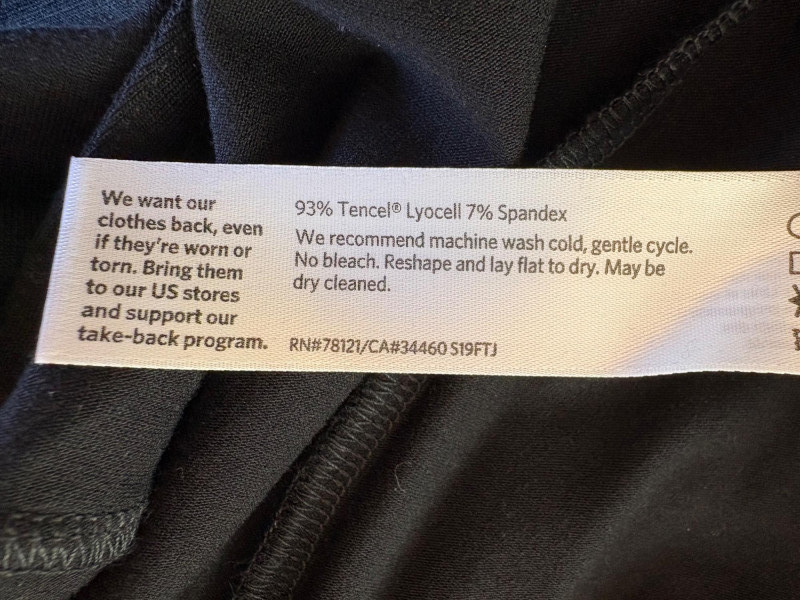 We want our
clothes back, even
if they're worn or
torn. Bring them
to our US stores
and support our
take-back program.
93% Tencel® Lyocell 7% Spandex
We recommend machine wash cold, gentle cycle.
No bleach. Reshape and lay flat to dry. May be
dry cleaned.
RN#78121/CA#34460 S19FTJ